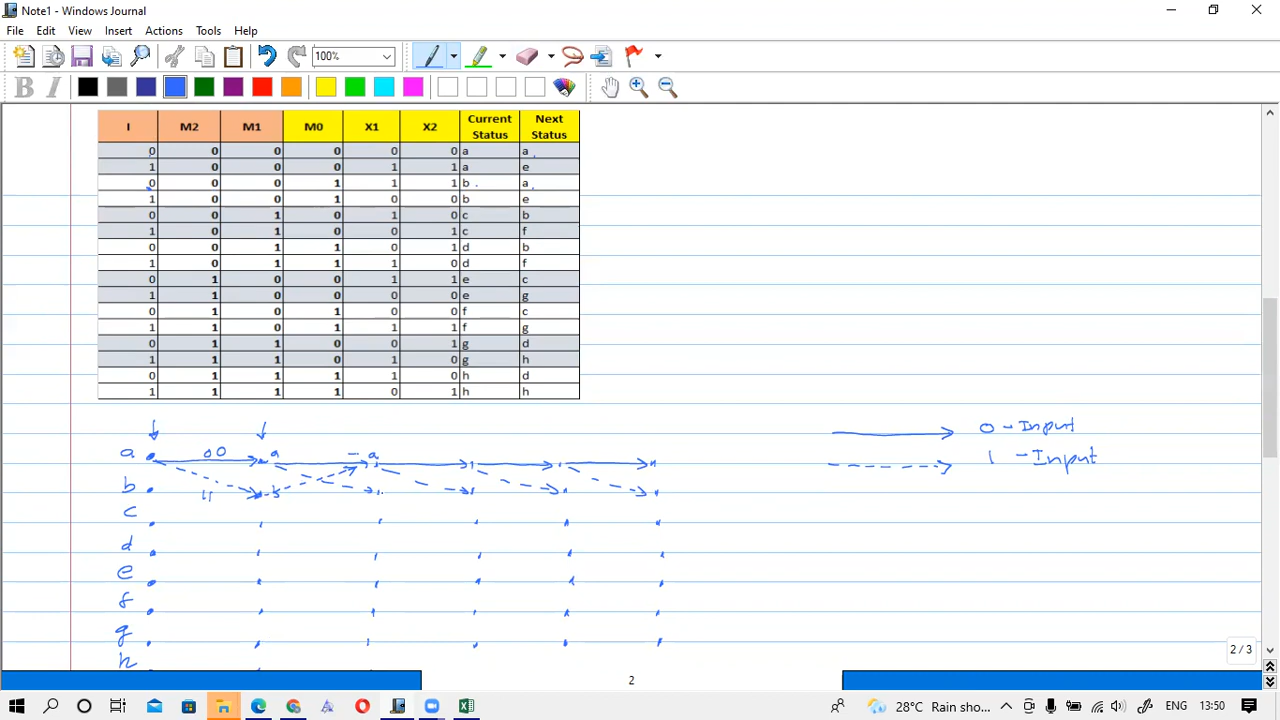 Note1 - Windows Journal
File Edit View Insert Actions Tools Help
100%
B I
I M2 M1 M0 X1 X2 Current Status Next Status
0 0 0 0 0 0 a a
1 0 0 0 1 1 a e
0 0 0 1 1 1 b a
1 0 0 1 0 0 b e
0 0 1 0 1 0 c b
1 0 1 0 0 1 c f
0 0 1 1 0 1 d b
1 0 1 1 1 0 d f
0 1 0 0 1 1 e c
1 1 0 0 0 0 e g
0 1 0 1 0 0 f c
1 1 0 1 1 1 f g
0 1 1 0 0 1 g d
1 1 1 0 1 0 g h
0 1 1 1 1 0 h d
1 1 1 1 0 1 h h
0 - Input
1 - Input
a 00 a a
b 11 b
c
d
e
f
g
h
2/3
2
28°C Rain sho... ENG 13:50